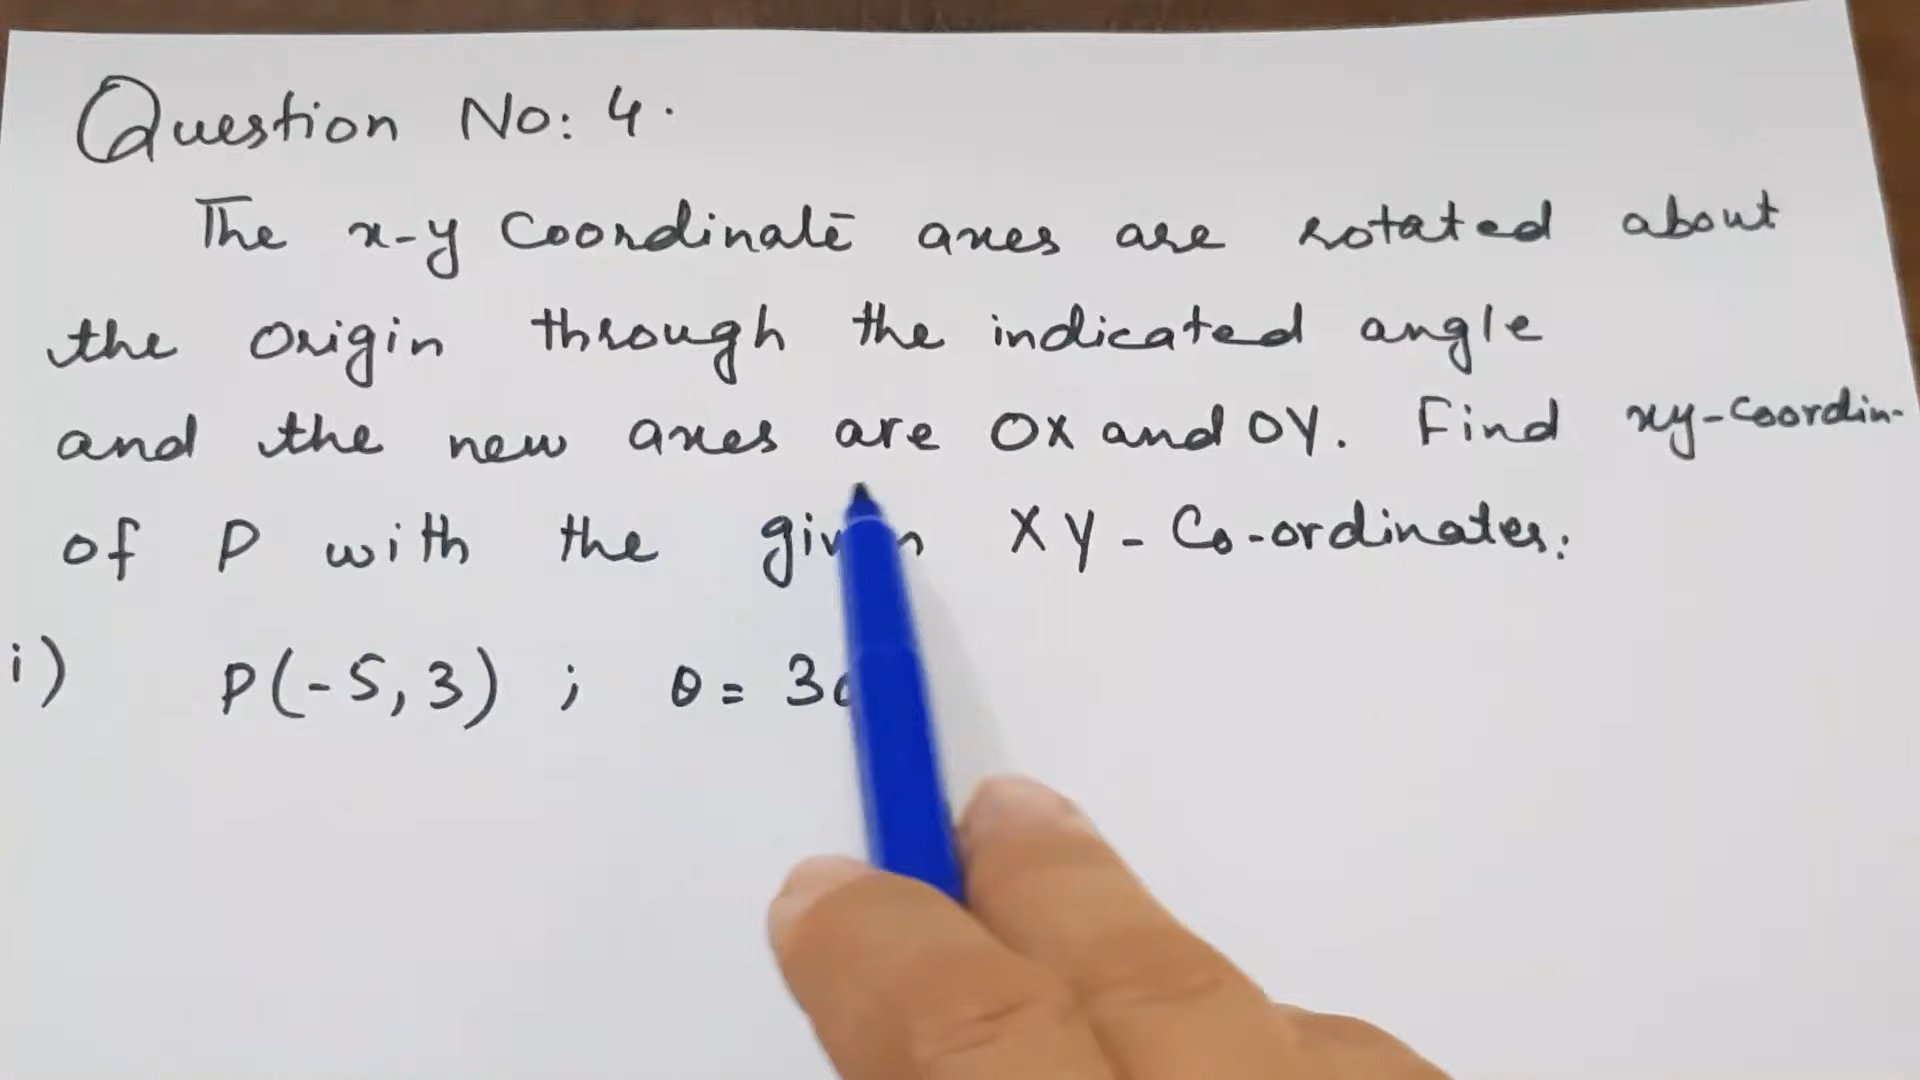 Question No: 4.
The x-y Coordinate axes are rotated about
the origin through the indicated angle
and the new axes are OX and OY. Find xy-Coordin-
of P with the XY-Co-ordinates.
i) P(-5,3) ; θ =